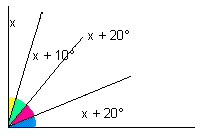 x
x + 20°
x + 10°
x + 20°